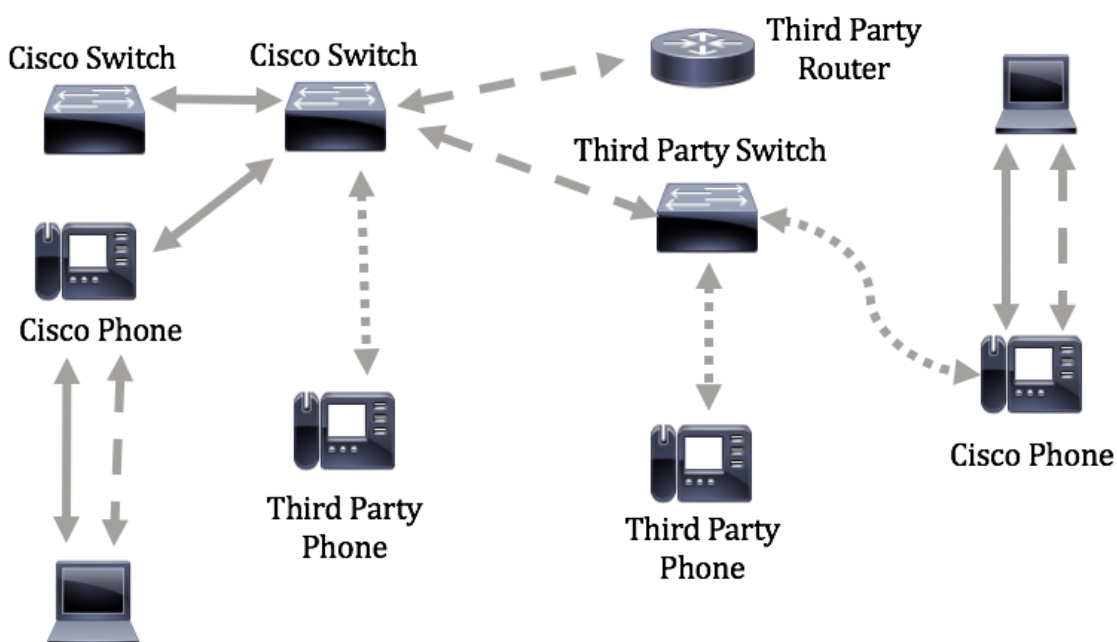 Cisco Switch
Cisco Switch
Third Party
Router
Third Party Switch
Cisco Phone
Third Party
Phone
Third Party
Phone
Cisco Phone